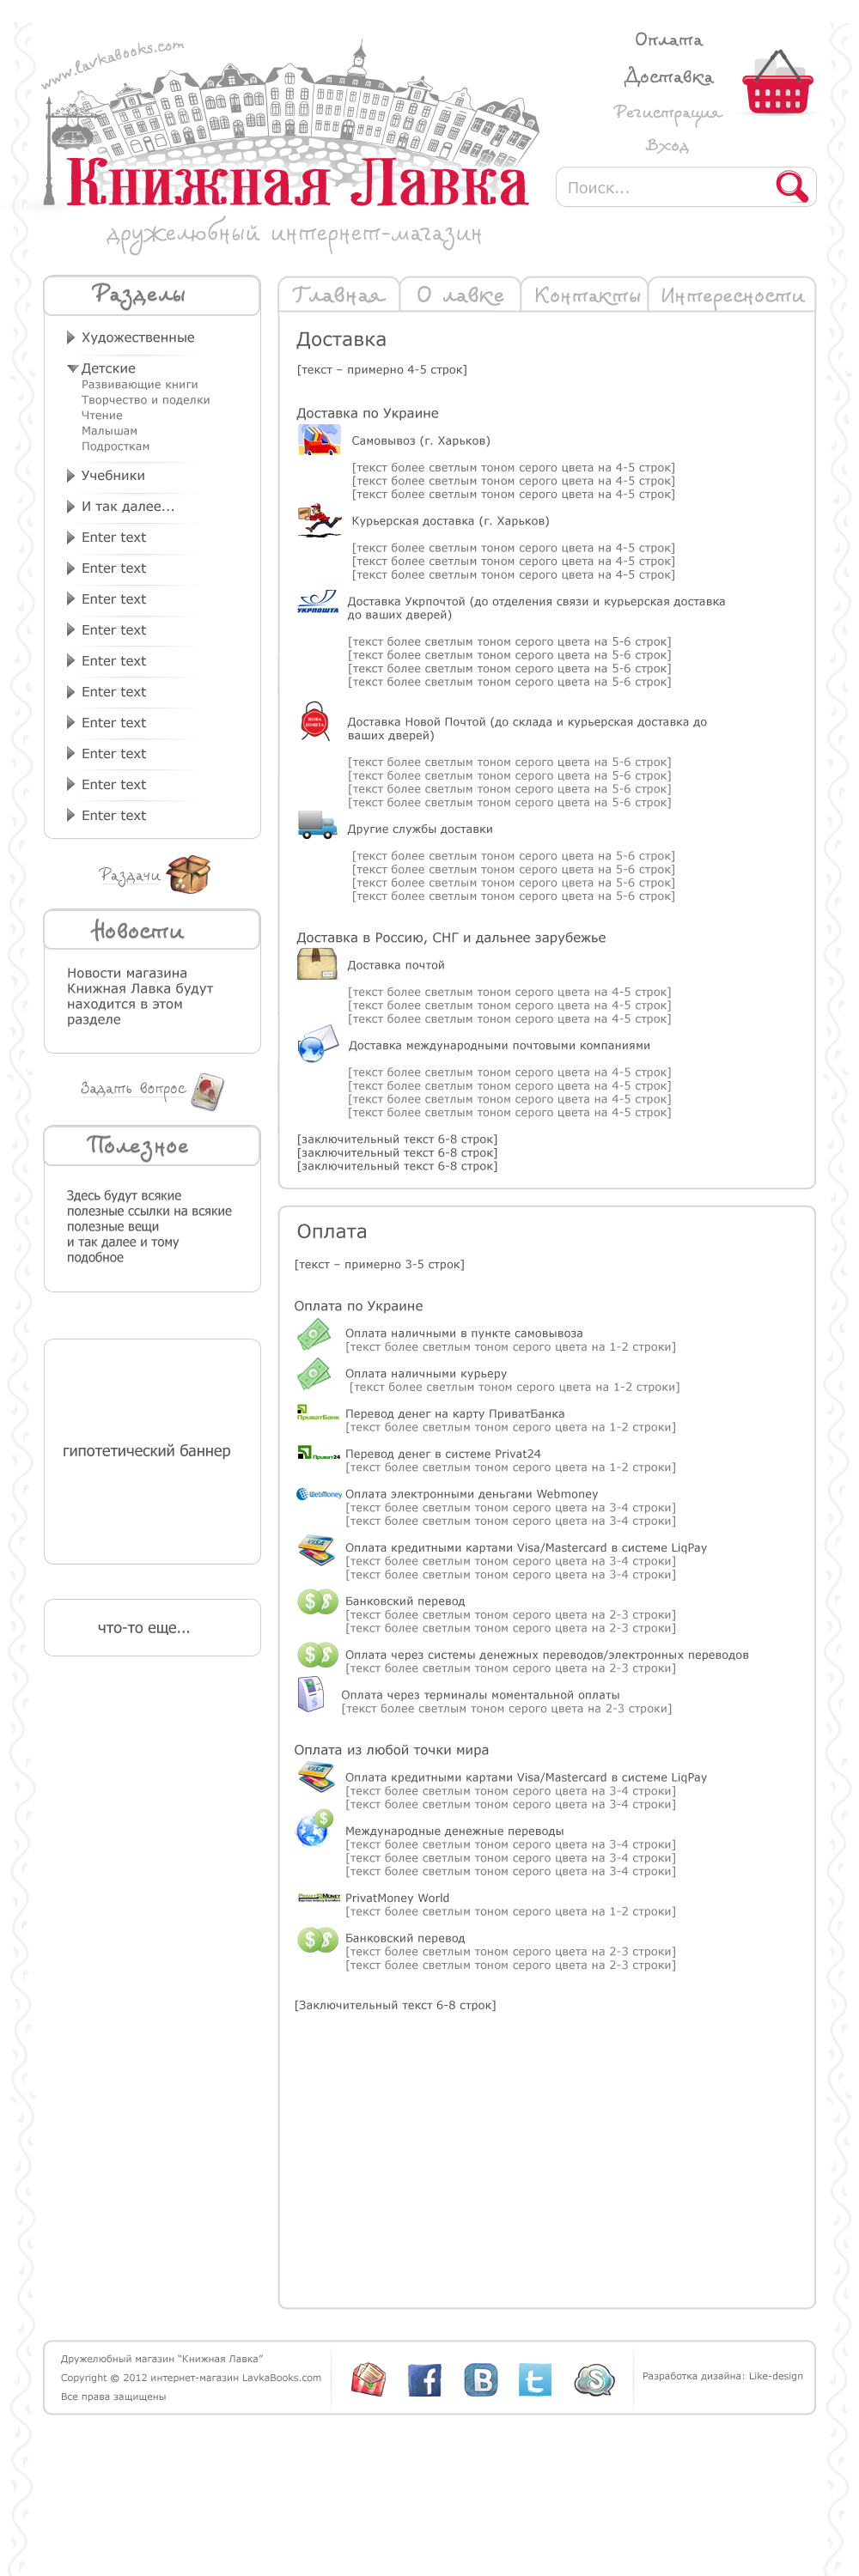 www.lavkabooks.com
Книжная Лавка
дружелюбный интернет-магазин
Оплата
Доставка
Регистрация
Вход
Поиск...
Разделы
Художественные
Детские
Развивающие книги
Творчество и поделки
Чтение
Малышам
Подросткам
Учебники
И так далее...
Enter text
Enter text
Enter text
Enter text
Enter text
Enter text
Enter text
Enter text
Enter text
Enter text
Раздачи
Новости
Новости магазина
Книжная Лавка будут
находится в этом
разделе
Задать вопрос
Полезное
Здесь будут всякие
полезные ссылки на всякие
полезные вещи
и так далее и тому
подобное
гипотетический баннер
что-то еще...
Главная
О лавке
Контакты
Интересности
Доставка
[текст – примерно 4-5 строк]
Доставка по Украине
Самовывоз (г. Харьков)
[текст более светлым тоном серого цвета на 4-5 строк]
[текст более светлым тоном серого цвета на 4-5 строк]
[текст более светлым тоном серого цвета на 4-5 строк]
Курьерская доставка (г. Харьков)
[текст более светлым тоном серого цвета на 4-5 строк]
[текст более светлым тоном серого цвета на 4-5 строк]
[текст более светлым тоном серого цвета на 4-5 строк]
УКРПОШТА
Доставка Укрпочтой (до отделения связи и курьерская доставка
до ваших дверей)
[текст более светлым тоном серого цвета на 5-6 строк]
[текст более светлым тоном серого цвета на 5-6 строк]
[текст более светлым тоном серого цвета на 5-6 строк]
[текст более светлым тоном серого цвета на 5-6 строк]
НОВА
ПОШТА
Доставка Новой Почтой (до склада и курьерская доставка до
ваших дверей)
[текст более светлым тоном серого цвета на 5-6 строк]
[текст более светлым тоном серого цвета на 5-6 строк]
[текст более светлым тоном серого цвета на 5-6 строк]
[текст более светлым тоном серого цвета на 5-6 строк]
Другие службы доставки
[текст более светлым тоном серого цвета на 5-6 строк]
[текст более светлым тоном серого цвета на 5-6 строк]
[текст более светлым тоном серого цвета на 5-6 строк]
[текст более светлым тоном серого цвета на 5-6 строк]
Доставка в Россию, СНГ и дальнее зарубежье
Доставка почтой
[текст более светлым тоном серого цвета на 4-5 строк]
[текст более светлым тоном серого цвета на 4-5 строк]
[текст более светлым тоном серого цвета на 4-5 строк]
Доставка международными почтовыми компаниями
[текст более светлым тоном серого цвета на 4-5 строк]
[текст более светлым тоном серого цвета на 4-5 строк]
[текст более светлым тоном серого цвета на 4-5 строк]
[текст более светлым тоном серого цвета на 4-5 строк]
[заключительный текст 6-8 строк]
[заключительный текст 6-8 строк]
[заключительный текст 6-8 строк]
Оплата
[текст – примерно 3-5 строк]
Оплата по Украине
Оплата наличными в пункте самовывоза
[текст более светлым тоном серого цвета на 1-2 строки]
Оплата наличными курьеру
[текст более светлым тоном серого цвета на 1-2 строки]
ПриватБанк
Перевод денег на карту ПриватБанка
[текст более светлым тоном серого цвета на 1-2 строки]
Приват24
Перевод денег в системе Privat24
[текст более светлым тоном серого цвета на 1-2 строки]
WebMoney
Оплата электронными деньгами Webmoney
[текст более светлым тоном серого цвета на 3-4 строки]
[текст более светлым тоном серого цвета на 3-4 строки]
VISA
Оплата кредитными картами Visa/Mastercard в системе LiqPay
[текст более светлым тоном серого цвета на 3-4 строки]
[текст более светлым тоном серого цвета на 3-4 строки]
Банковский перевод
[текст более светлым тоном серого цвета на 2-3 строки]
[текст более светлым тоном серого цвета на 2-3 строки]
Оплата через системы денежных переводов/электронных переводов
[текст более светлым тоном серого цвета на 2-3 строки]
Оплата через терминалы моментальной оплаты
[текст более светлым тоном серого цвета на 2-3 строки]
Оплата из любой точки мира
VISA
Оплата кредитными картами Visa/Mastercard в системе LiqPay
[текст более светлым тоном серого цвета на 3-4 строки]
[текст более светлым тоном серого цвета на 3-4 строки]
Международные денежные переводы
[текст более светлым тоном серого цвета на 3-4 строки]
[текст более светлым тоном серого цвета на 3-4 строки]
[текст более светлым тоном серого цвета на 3-4 строки]
PrivatMoney
PrivatMoney World
[текст более светлым тоном серого цвета на 1-2 строки]
Банковский перевод
[текст более светлым тоном серого цвета на 2-3 строки]
[текст более светлым тоном серого цвета на 2-3 строки]
[Заключительный текст 6-8 строк]
Дружелюбный магазин "Книжная Лавка"
Copyright © 2012 интернет-магазин LavkaBooks.com
Все права защищены
Разработка дизайна: Like-design